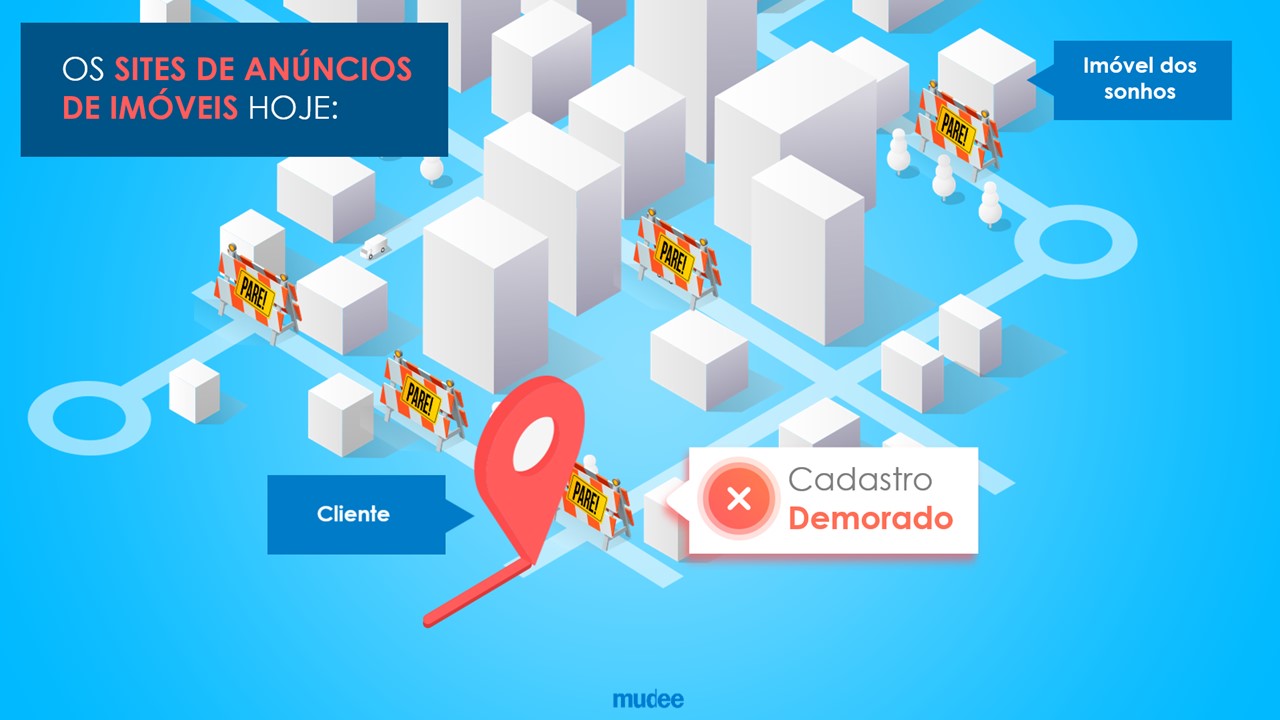 OS SITES DE ANÚNCIOS
DE IMÓVEIS HOJE:
Imóvel dos
sonhos
PARE!
PARE!
PARE!
PARE!
Cliente
PARE!
Cadastro
Demorado
mudee